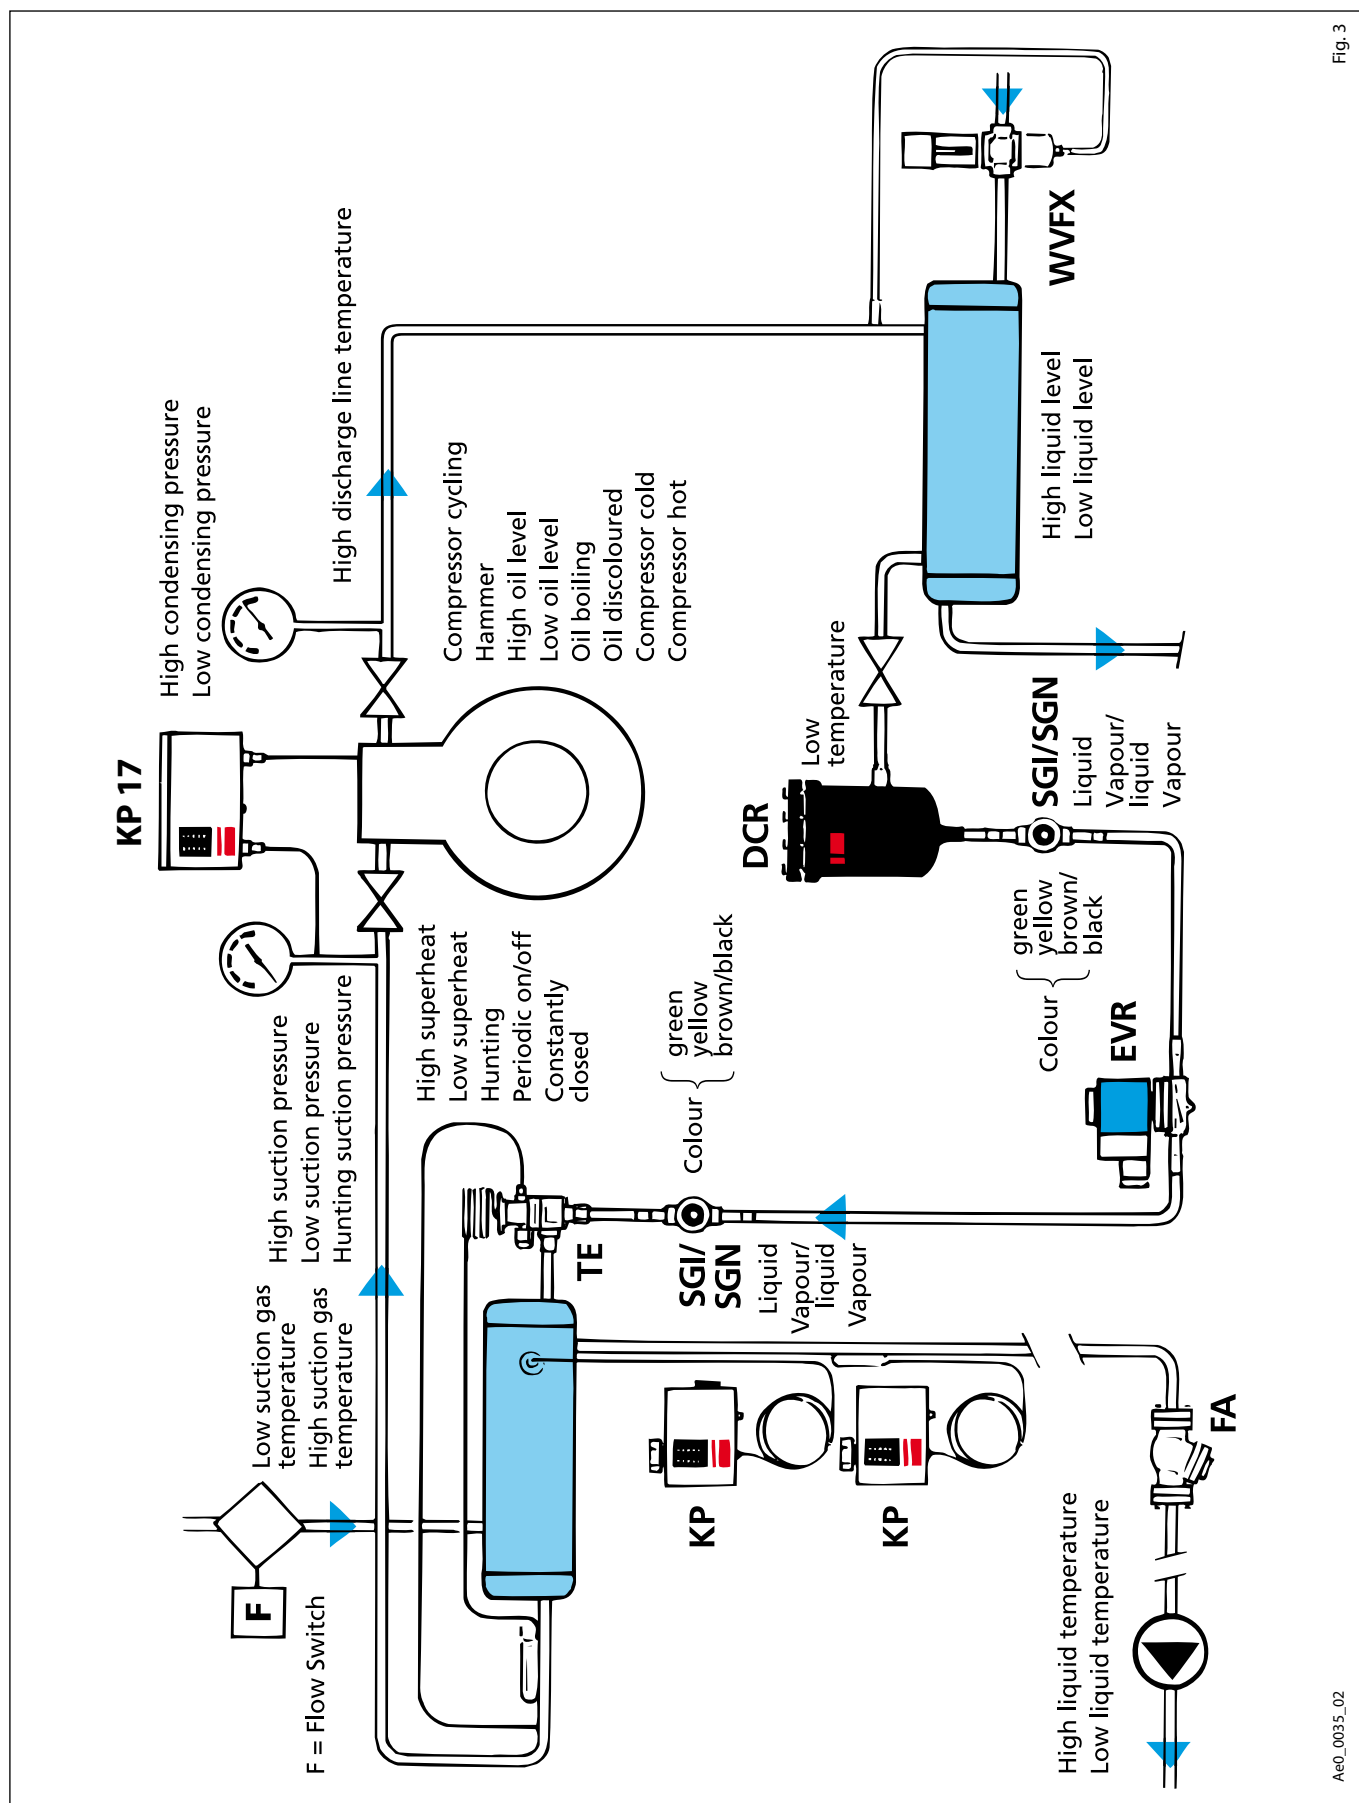 Fig. 3
High condensing pressure
Low condensing pressure
High discharge line temperature
KP 17
Compressor cycling
Hammer
High oil level
Low oil level
Oil boiling
Oil discoloured
Compressor cold
Compressor hot
WVFX
High liquid level
Low liquid level
Low
temperature
DCR
SGI/SGN
Liquid
Vapour/
liquid
Vapour
Colour
green
yellow
brown/
black
EVR
High suction pressure
Low suction pressure
Hunting suction pressure
High superheat
Low superheat
Hunting
Periodic on/off
Constantly
closed
Colour
green
yellow
brown/black
TE
SGI/
SGN
Liquid
Vapour/
liquid
Vapour
Low suction gas
temperature
High suction gas
temperature
F
F = Flow Switch
KP
KP
FA
High liquid temperature
Low liquid temperature
Ae0_0035_02